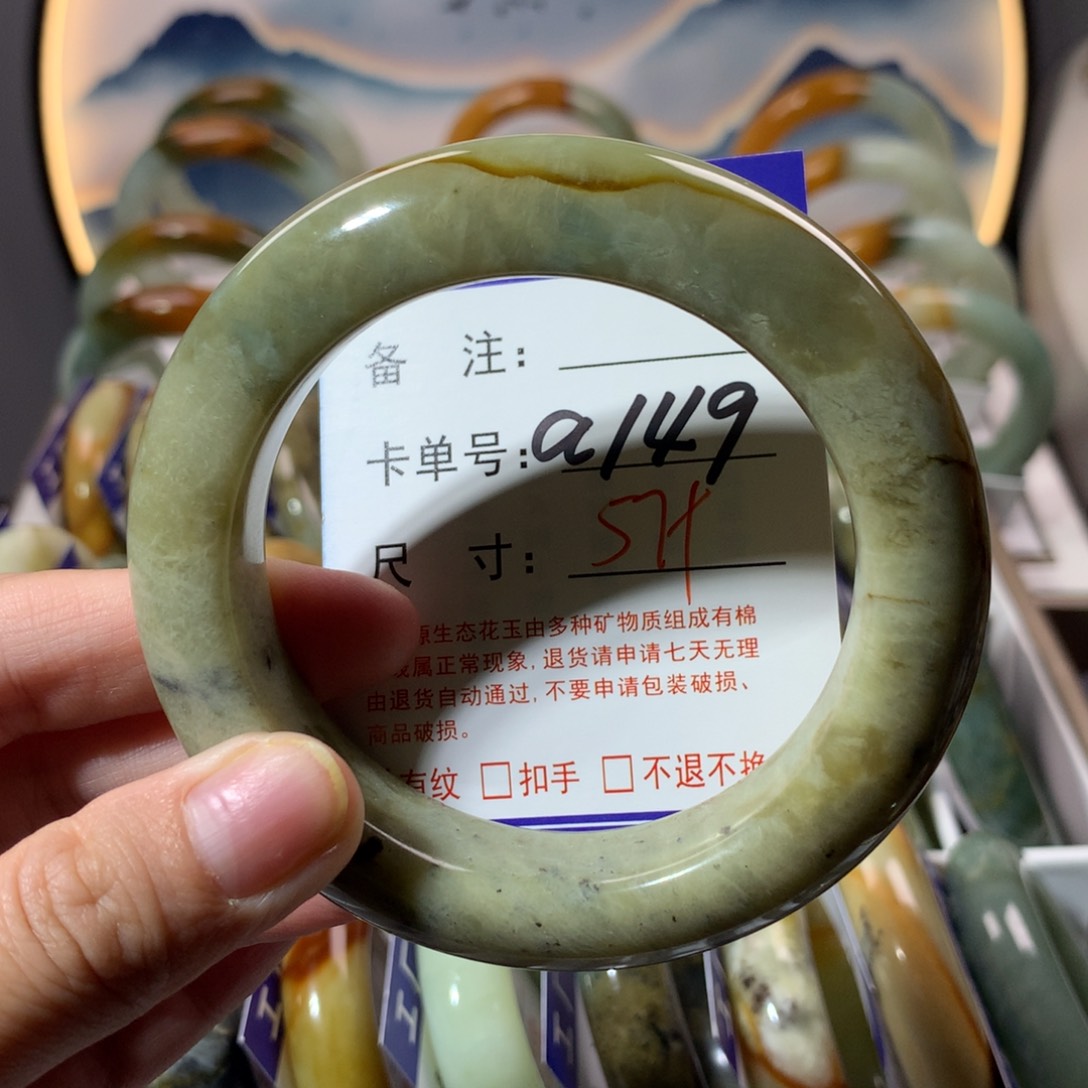 备 注:
卡单号: a149
尺 寸: 57
源生态花玉由多种矿物质组成有棉
属正常现象,退货请申请七天无理
由退货自动通过,不要申请包装破损、
商品破损。
有纹 □扣手 □不退不换